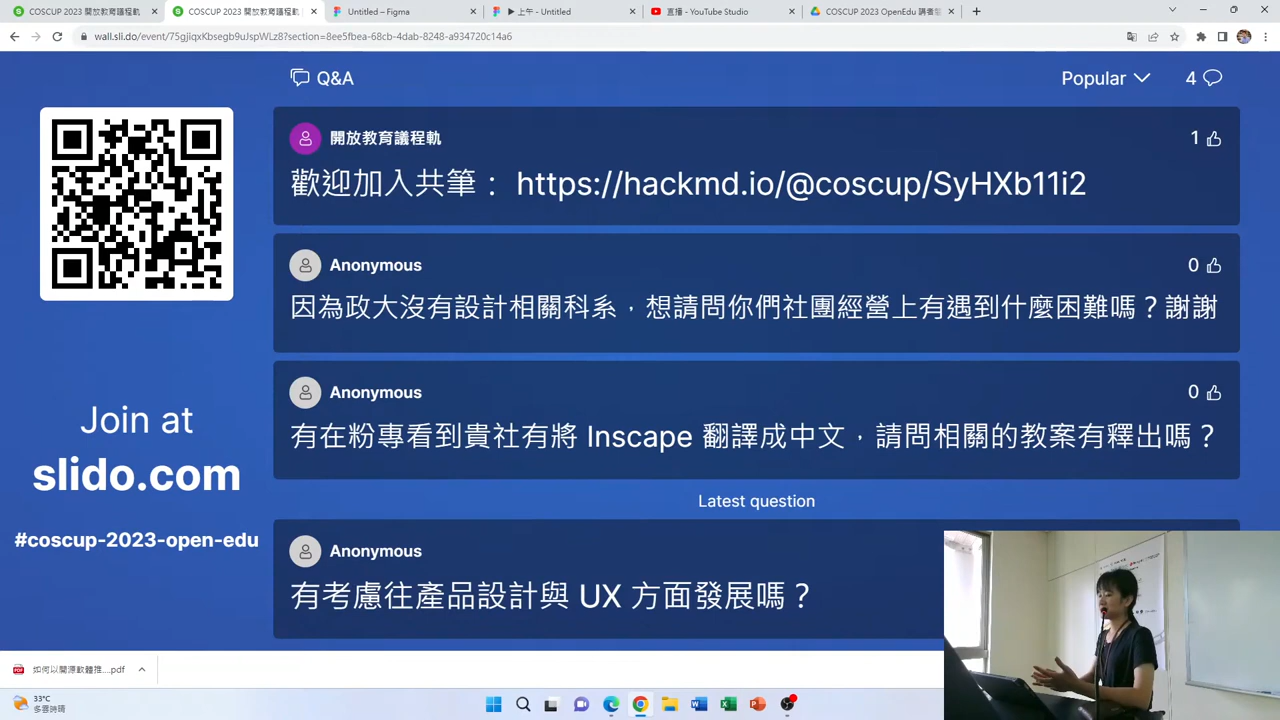 COSCUP 2023 開放教育議程軌
COSCUP 2023 開放教育議程軌
Untitled – Figma
▶ 上午 - Untitled
直播 - YouTube Studio
COSCUP 2023 OpenEdu 講者
wall.sli.do/event/75gjiqxKbsegb9uJspWLz8?section=8ee5fbea-68cb-4dab-8248-a934720c14a6
Q&A
Popular
4
開放教育議程軌
1
歡迎加入共筆： https://hackmd.io/@coscup/SyHXb11i2
Anonymous
0
因為政大沒有設計相關科系，想請問你們社團經營上有遇到什麼困難嗎？謝謝
Anonymous
0
有在粉專看到貴社有將 Inscape 翻譯成中文，請問相關的教案有釋出嗎？
Latest question
Anonymous
有考慮往產品設計與 UX 方面發展嗎？
Join at
slido.com
#coscup-2023-open-edu
如何以開源軟體推....pdf
33°C
多雲時晴